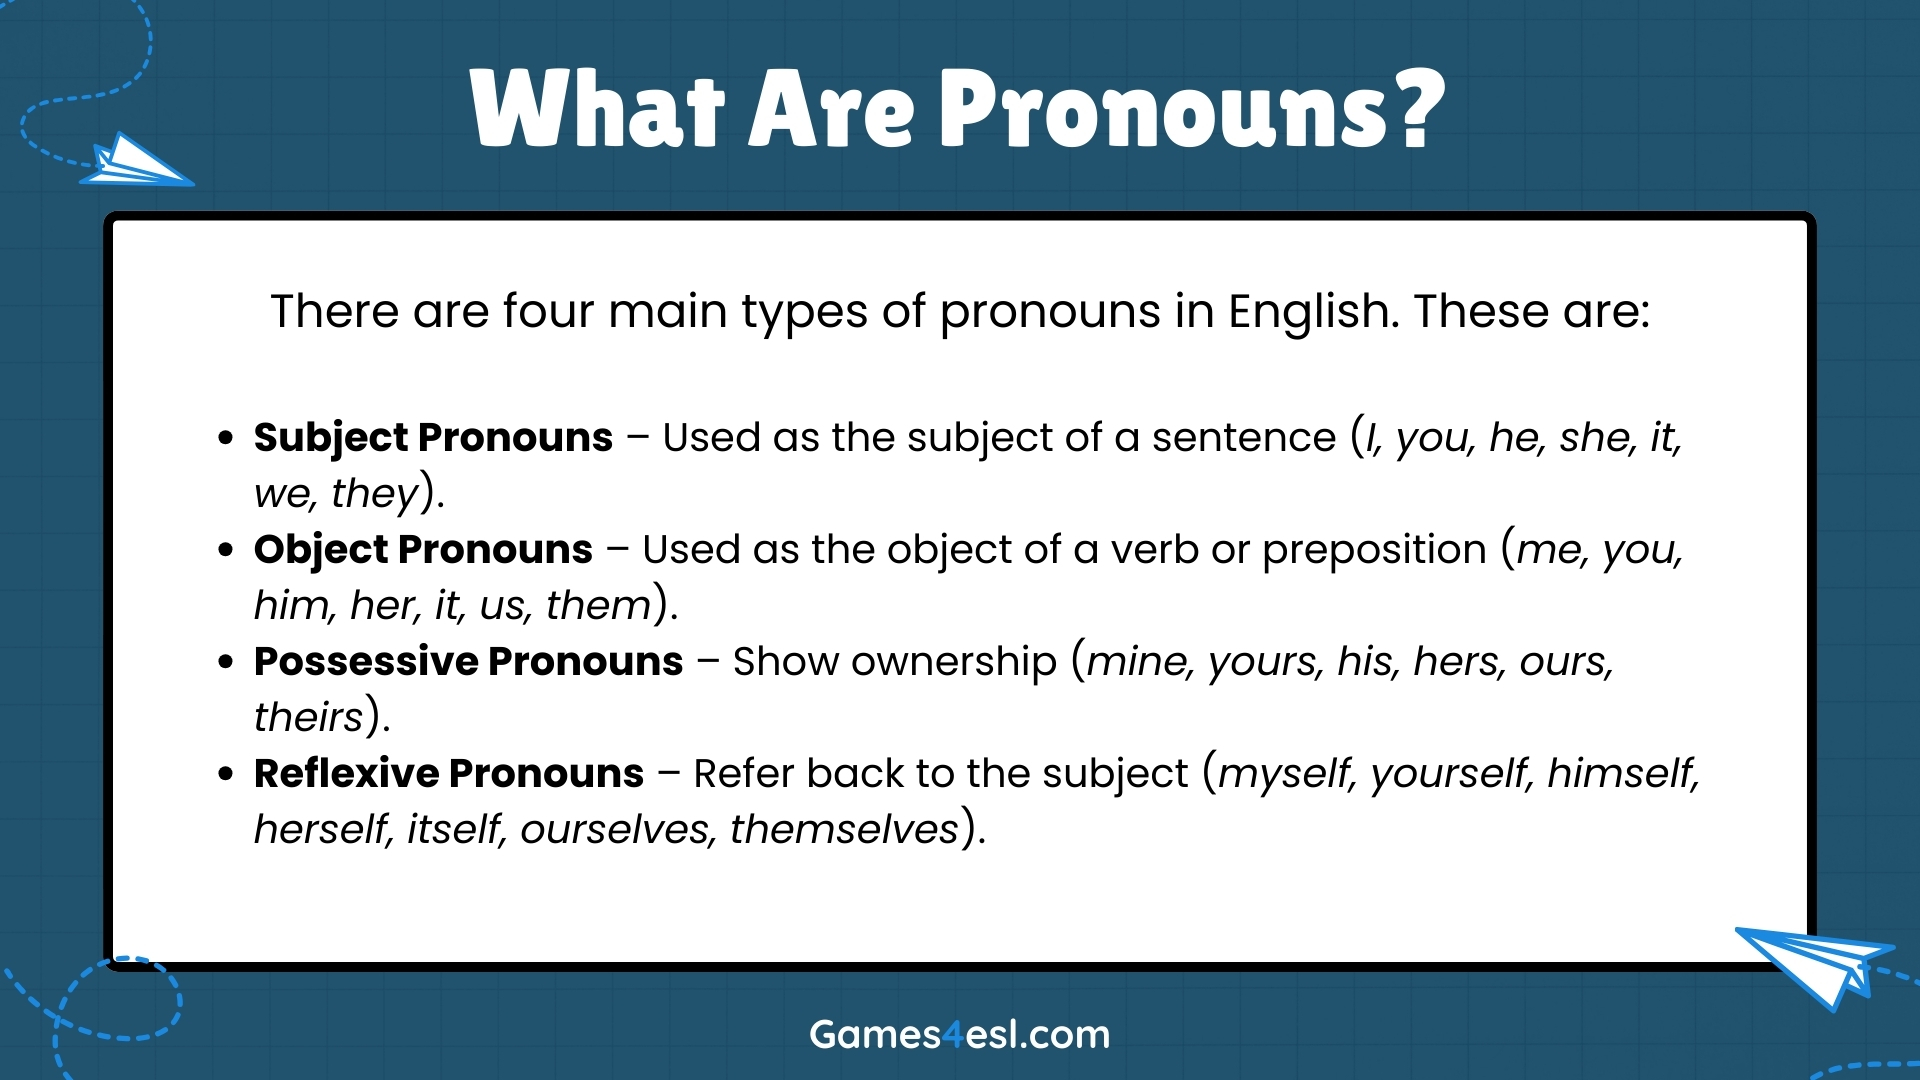 What Are Pronouns?
There are four main types of pronouns in English. These are:
• Subject Pronouns – Used as the subject of a sentence (I, you, he, she, it,
we, they).
• Object Pronouns – Used as the object of a verb or preposition (me, you,
him, her, it, us, them).
• Possessive Pronouns – Show ownership (mine, yours, his, hers, ours,
theirs).
• Reflexive Pronouns – Refer back to the subject (myself, yourself, himself,
herself, itself, ourselves, themselves).
Games4esl.com